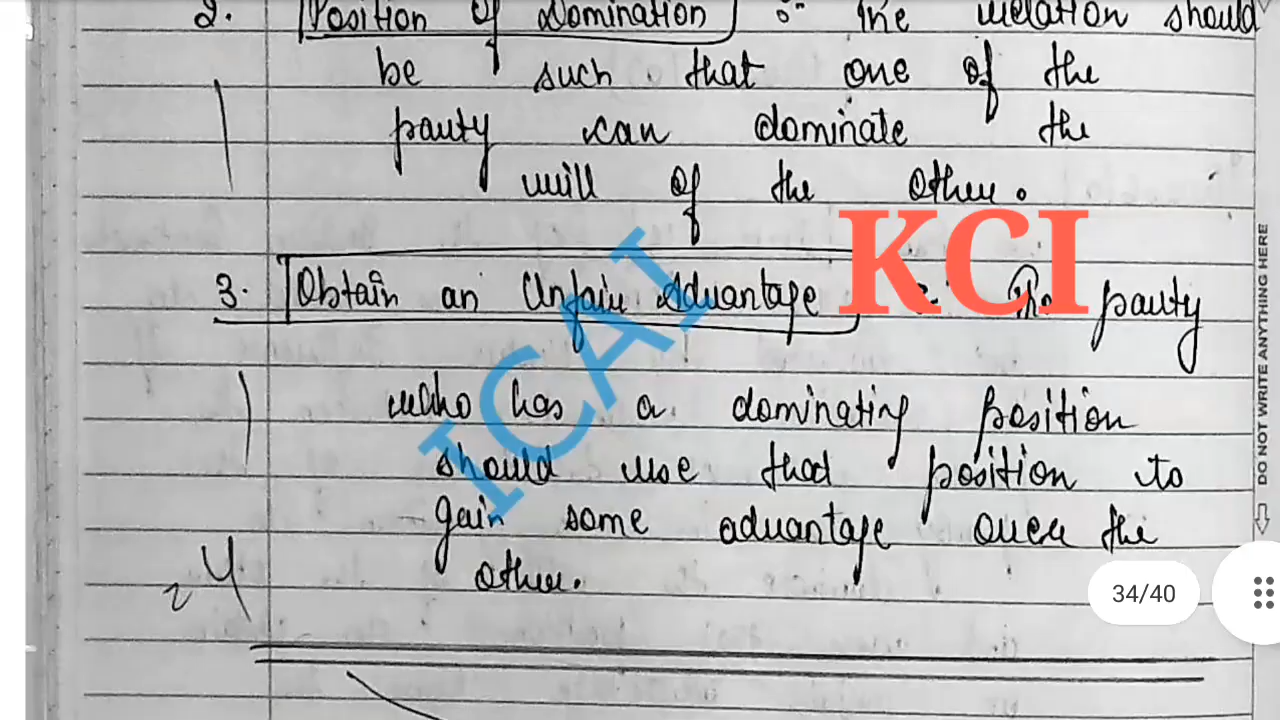 2. Position of Domination :- The relation should
be such that one of the
party can dominate the
will of the other.
KCI
3. Obtain an Unfair Advantage :- The party
who has a dominating position
should use that position to
gain some advantage over the
other.
ICAI
DO NOT WRITE ANYTHING HERE
34/40